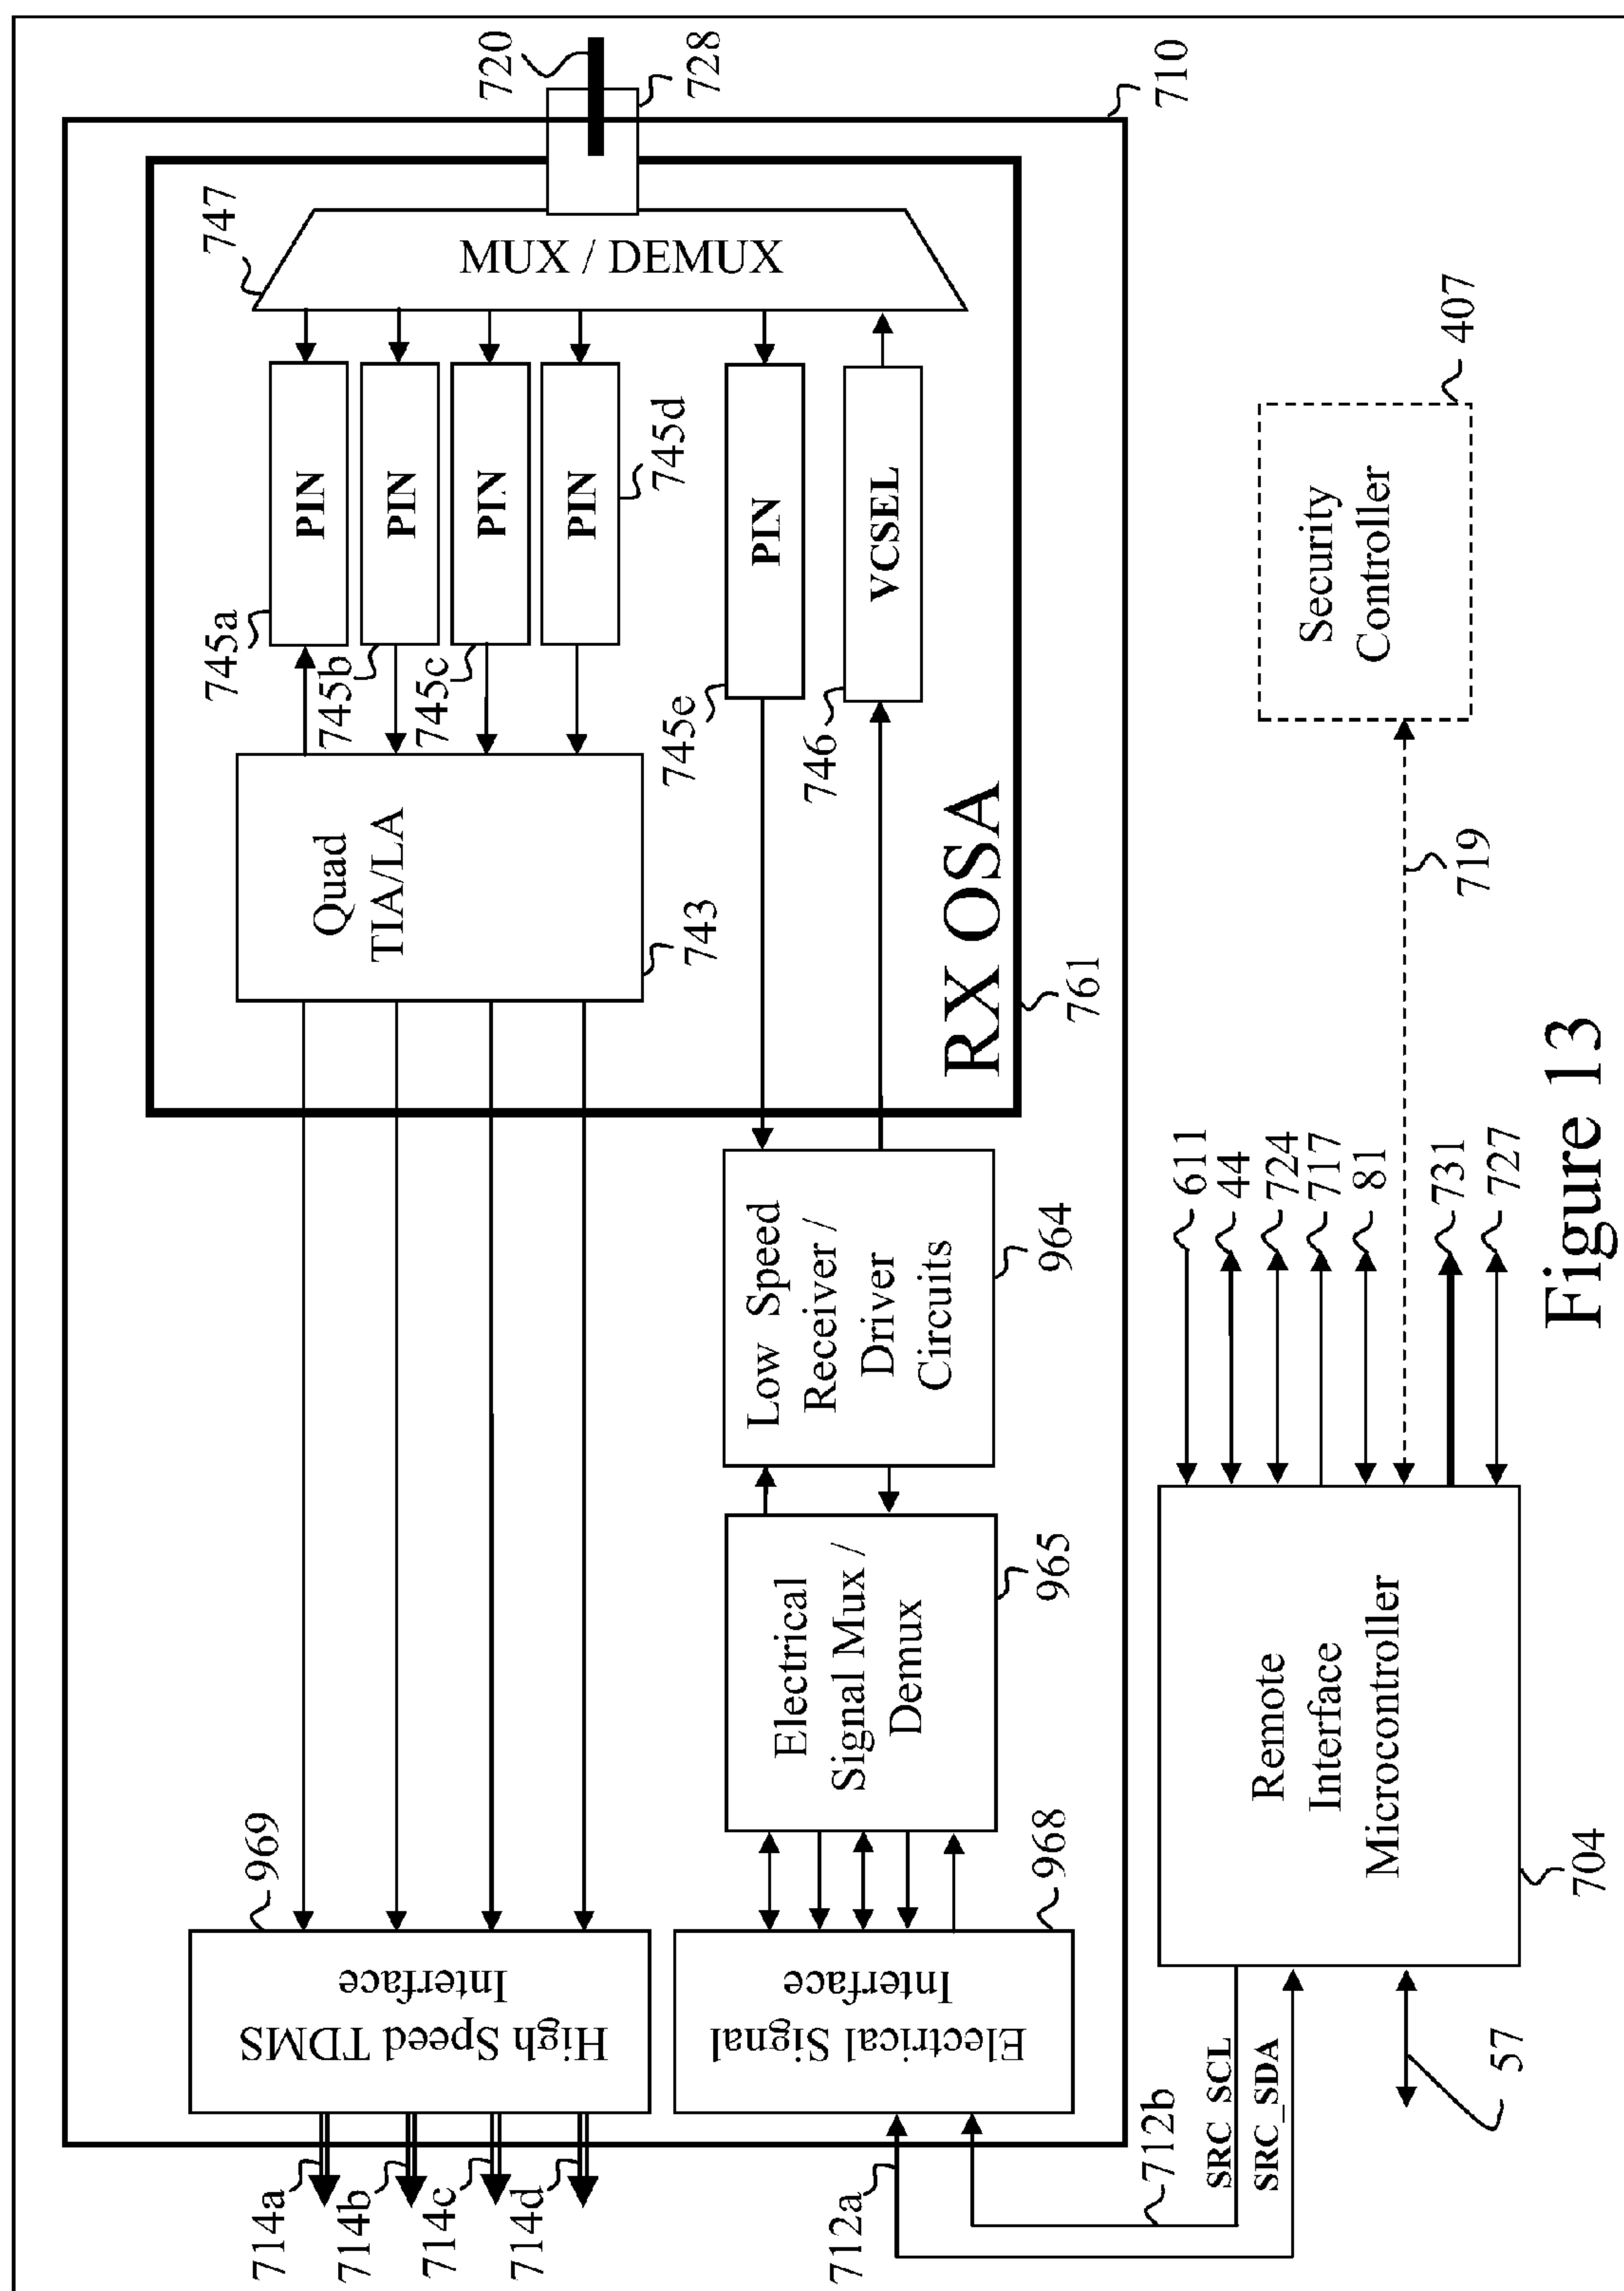 720
728
710
747
MUX / DEMUX
745a
PIN
745b
PIN
745c
PIN
PIN
745d
745e
PIN
746
VCSEL
Quad
TIA/LA
743
RX OSA
761
Low Speed
Receiver /
Driver
Circuits
964
Electrical
Signal Mux /
Demux
965
969
High Speed TDMS
Interface
968
Electrical Signal
Interface
714a
714b
714c
714d
712a
712b
SRC_SCL
SRC_SDA
57
Remote
Interface
Microcontroller
704
611
44
724
717
81
731
727
719
Security
Controller
407
Figure 13